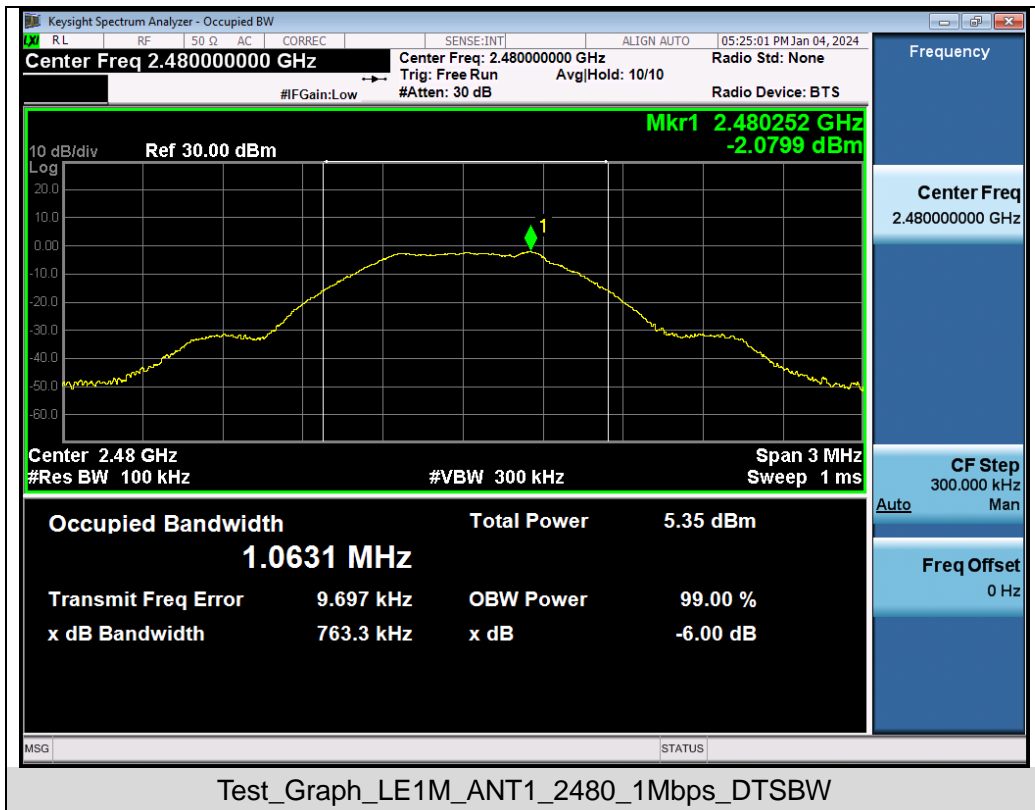 Keysight Spectrum Analyzer - Occupied BW
LXI RL RF 50 Ω AC CORREC SENSE:INT ALIGN AUTO 05:25:01 PM Jan 04, 2024
Center Freq 2.480000000 GHz
Center Freq: 2.480000000 GHz
Radio Std: None
Trig: Free Run Avg|Hold: 10/10
#IFGain:Low
#Atten: 30 dB
Radio Device: BTS
Frequency
Mkr1 2.480252 GHz
-2.0799 dBm
10 dB/div Ref 30.00 dBm
Log
20.0
10.0
0.00
-10.0
-20.0
-30.0
-40.0
-50.0
-60.0
1
Center 2.48 GHz
Span 3 MHz
#Res BW 100 kHz
#VBW 300 kHz
Sweep 1 ms
Center Freq
2.480000000 GHz
CF Step
300.000 kHz
Auto Man
Freq Offset
0 Hz
Occupied Bandwidth
1.0631 MHz
Total Power 5.35 dBm
Transmit Freq Error 9.697 kHz OBW Power 99.00 %
x dB Bandwidth 763.3 kHz x dB -6.00 dB
MSG
STATUS
Test_Graph_LE1M_ANT1_2480_1Mbps_DTSBW